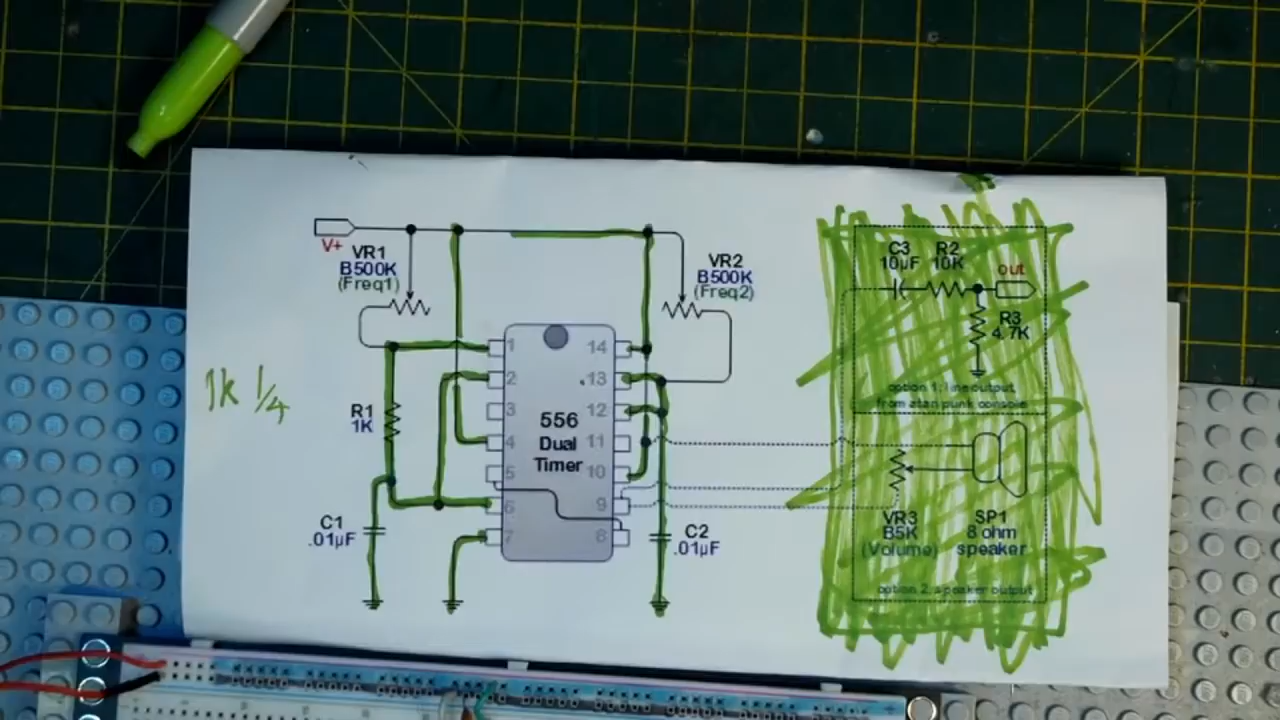 V+
VR1
B500K
(Freq1)
VR2
B500K
(Freq2)
C3
10µF
R2
10K
out
R3
4.7K
option 1: line output
from atari punk console
1k 1/4
R1
1K
1
2
3
4
5
6
7
14
13
12
11
10
9
8
556
Dual
Timer
C1
.01µF
C2
.01µF
VR3
B5K
(Volume)
SP1
8 ohm
speaker
option 2: speaker output